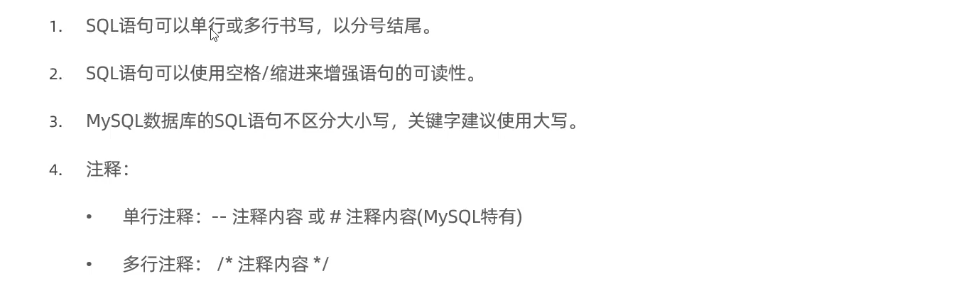 1. SQL语句可以单行或多行书写，以分号结尾。
2. SQL语句可以使用空格/缩进来增强语句的可读性。
3. MySQL数据库的SQL语句不区分大小写，关键字建议使用大写。
4. 注释：
• 单行注释：-- 注释内容 或 # 注释内容(MySQL特有)
• 多行注释： /* 注释内容 */